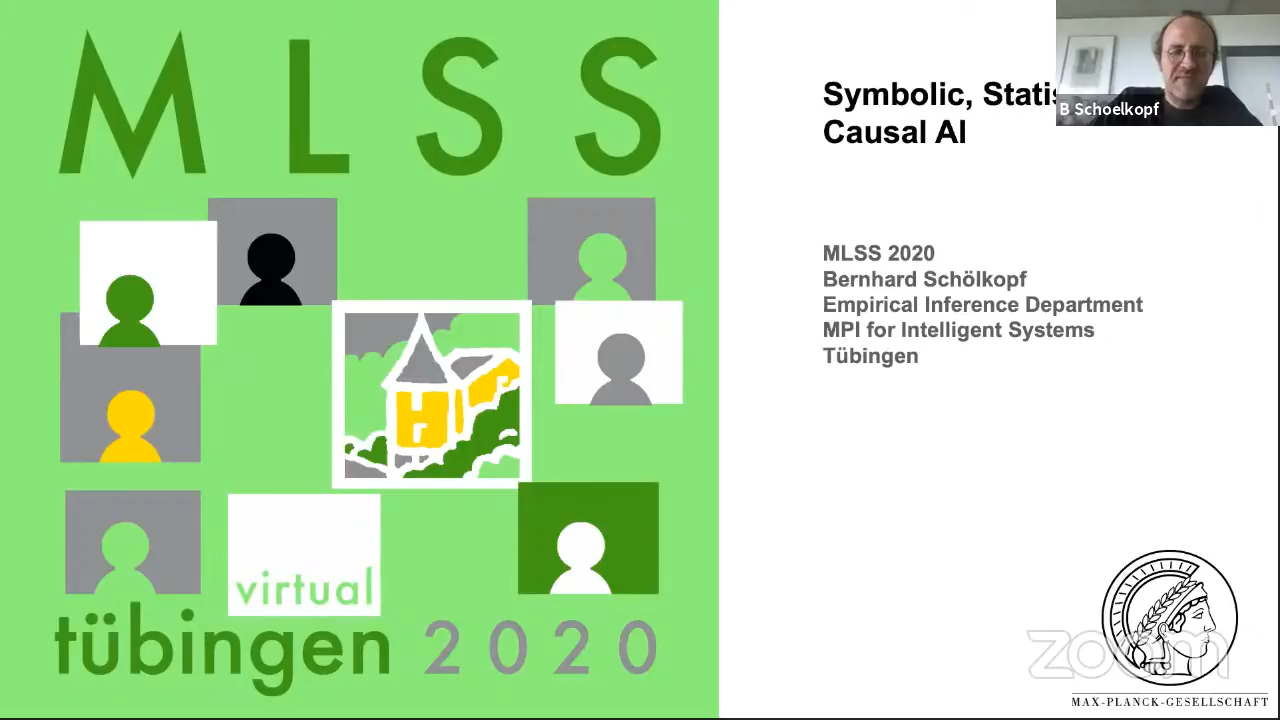 MLSS
virtual
tübingen 2020
Symbolic,
Causal AI
MLSS 2020
Bernhard Schölkopf
Empirical Inference Department
MPI for Intelligent Systems
Tübingen
B Schoelkopf
zoom
MAX-PLANCK-GESELLSCHAFT